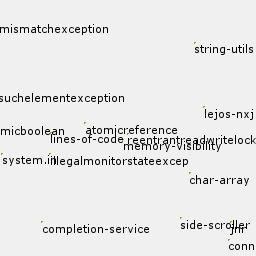 mismatchexception
string-utils
suchelementexception
lejos-nxj
micboolean
atomicreference
lines-of-code
reentrantreadwritelock
memory-visibility
system.in
illegalmonitorstateexcep
char-array
completion-service
side-scroller
jnr
conn